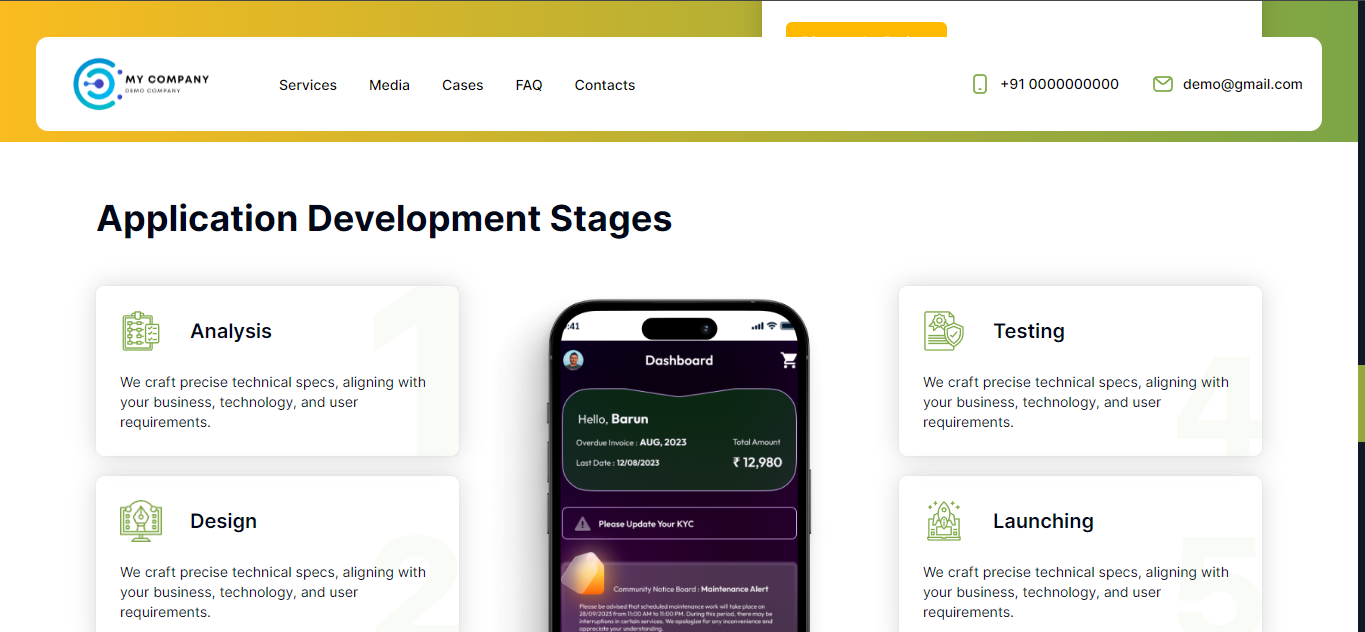 MY COMPANY
DEMO COMPANY
Services
Media
Cases
FAQ
Contacts
+91 0000000000
demo@gmail.com
Application Development Stages
1
Analysis
We craft precise technical specs, aligning with
your business, technology, and user
requirements.
2
Design
We craft precise technical specs, aligning with
your business, technology, and user
requirements.
:41
Dashboard
Hello, Barun
Overdue Invoice : AUG, 2023
Total Amount
Last Date : 12/08/2023
₹ 12,980
Please Update Your KYC
Community Notice Board : Maintenance Alert
Please be advised that scheduled maintenance work will take place on
28/09/2023 from 11:00 AM to 11:00 PM. During this period, there may be
interruptions in certain services. We apologize for any inconvenience and
appreciate your understanding.
4
Testing
We craft precise technical specs, aligning with
your business, technology, and user
requirements.
5
Launching
We craft precise technical specs, aligning with
your business, technology, and user
requirements.